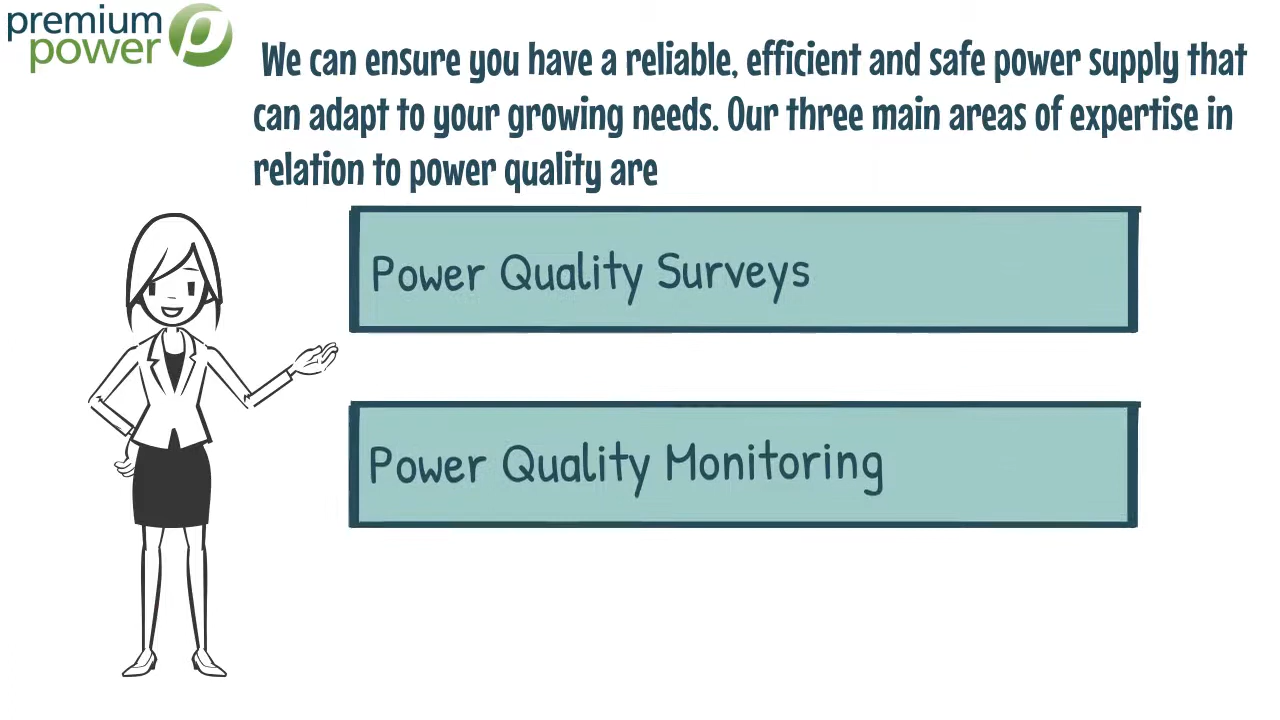 premium
power
We can ensure you have a reliable, efficient and safe power supply that
can adapt to your growing needs. Our three main areas of expertise in
relation to power quality are
Power Quality Surveys
Power Quality Monitoring